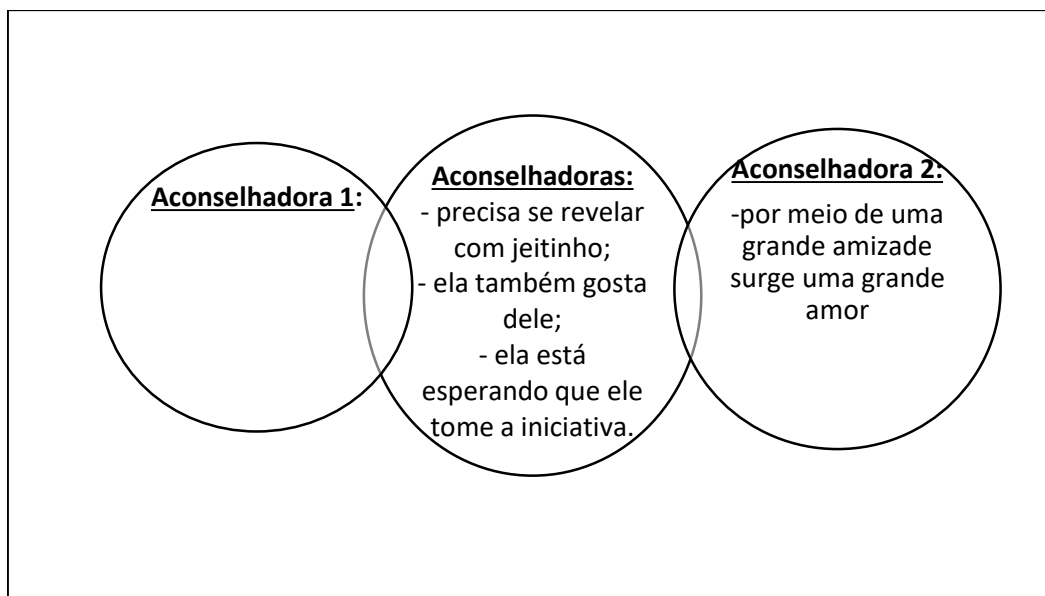 Aconselhadora 1:
Aconselhadoras:
- precisa se revelar
com jeitinho;
- ela também gosta
dele;
- ela está
esperando que ele
tome a iniciativa.
Aconselhadora 2:
-por meio de uma
grande amizade
surge uma grande
amor